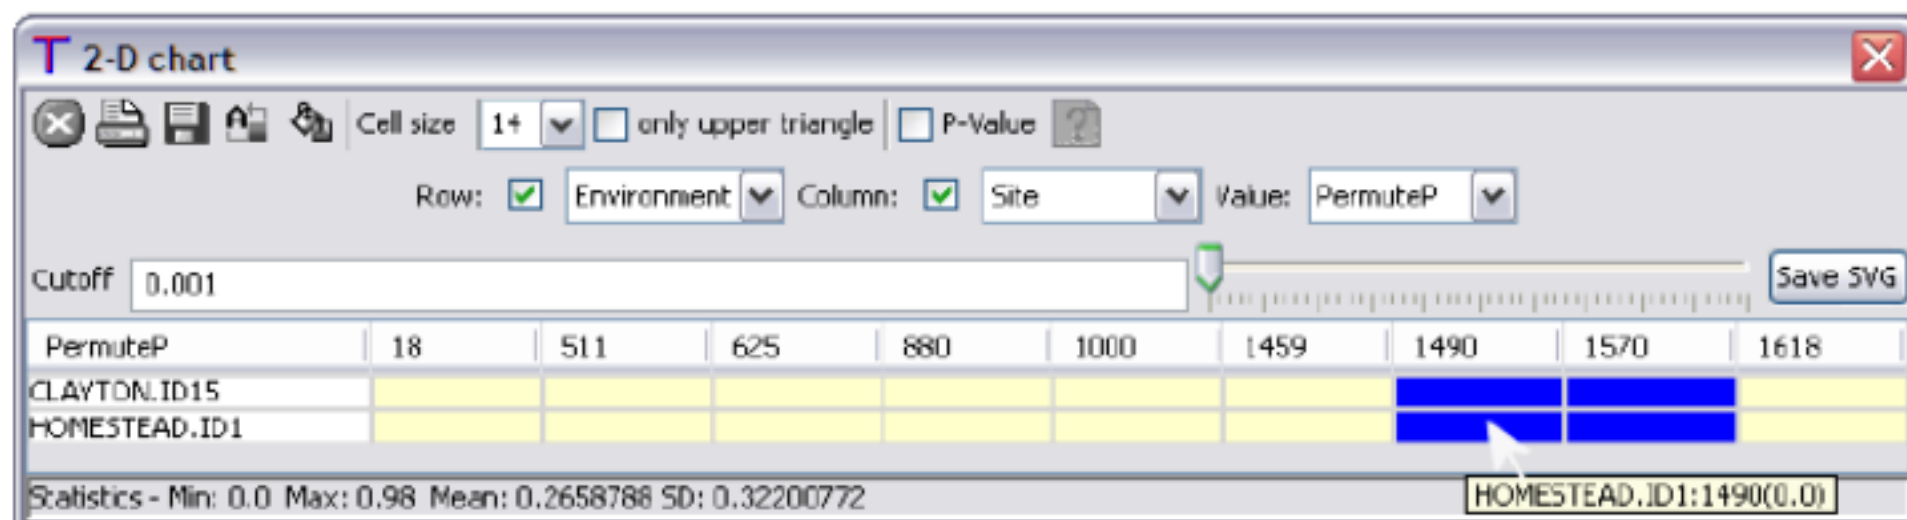 T 2-D chart
Cell size 14 only upper triangle P-Value ?
Row: Environment Column: Site Value: PermuteP
Cutoff 0.001 Save SVG
PermuteP 18 511 625 880 1000 1459 1490 1570 1618
CLAYTON.ID15
HOMESTEAD.ID1
Statistics - Min: 0.0 Max: 0.98 Mean: 0.2658788 SD: 0.32200772
HOMESTEAD.ID1:1490(0.0)